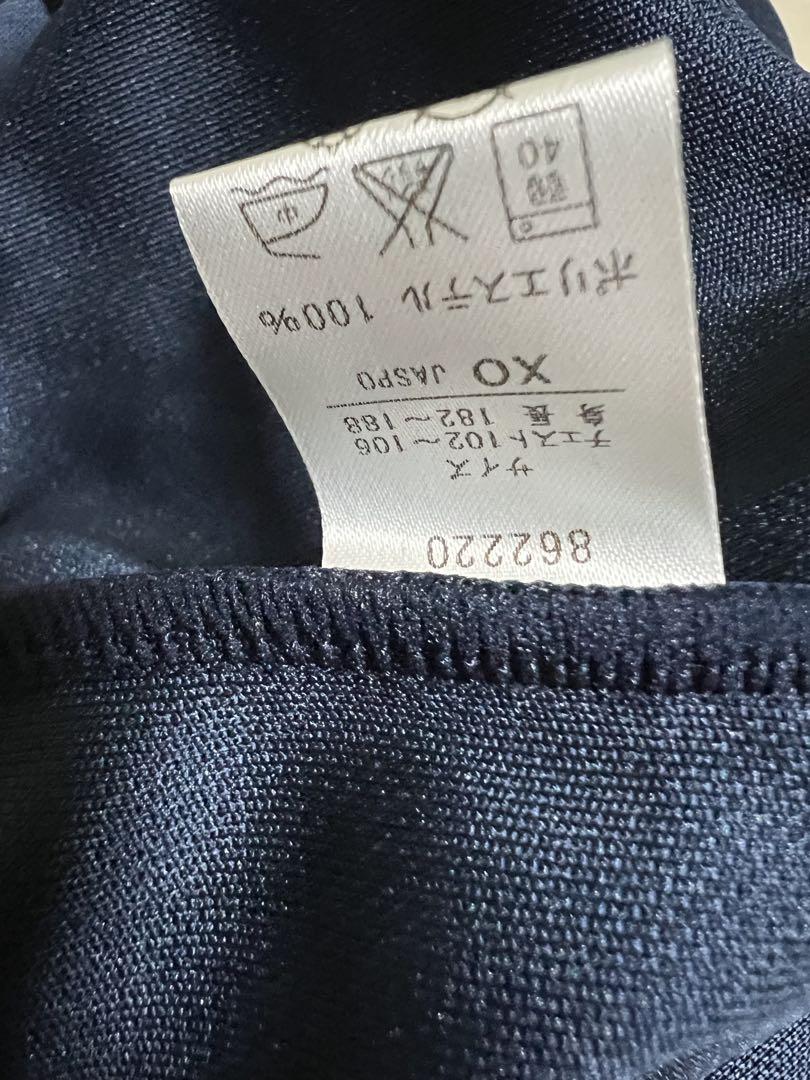 862220
サイズ
チェスト102〜106
身長 182〜188
XO JASPO
ポリエステル 100%
40
中